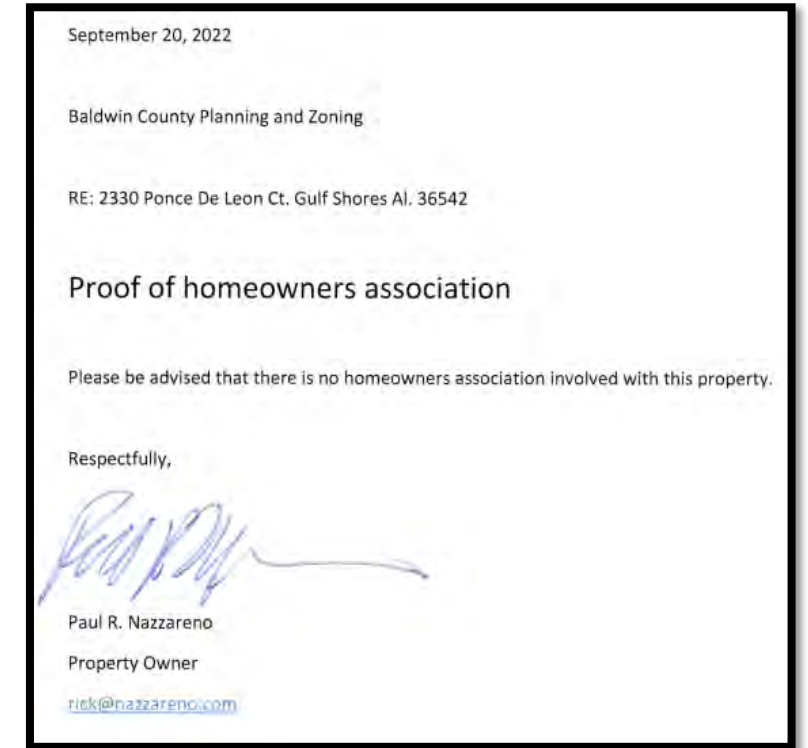 September 20, 2022
Baldwin County Planning and Zoning
RE: 2330 Ponce De Leon Ct. Gulf Shores Al. 36542
Proof of homeowners association
Please be advised that there is no homeowners association involved with this property.
Respectfully,
Paul R. Nazzareno
Property Owner
rick@nazzareno.com